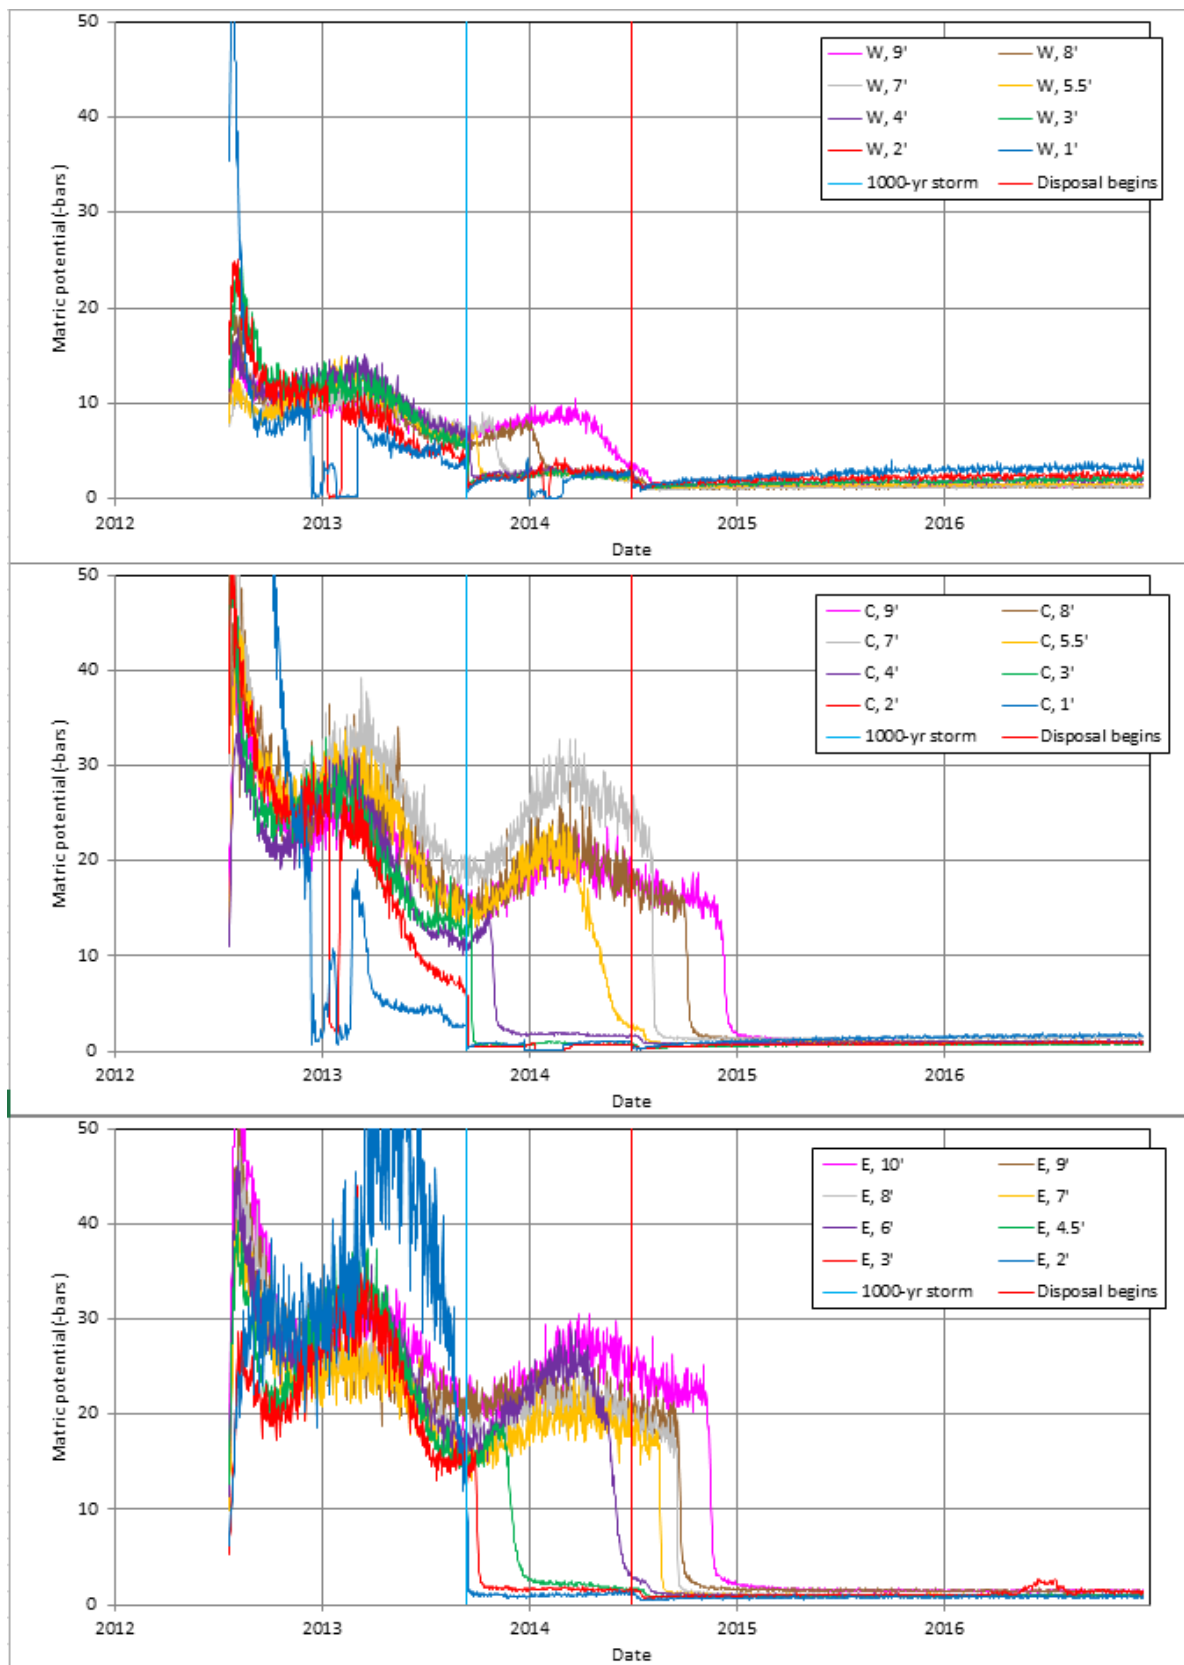 50
40
30
20
10
0
Matric potential (-bars)
W, 9' W, 8'
W, 7' W, 5.5'
W, 4' W, 3'
W, 2' W, 1'
1000-yr storm Disposal begins
2012 2013 2014 2015 2016
Date
50
40
30
20
10
0
Matric potential (-bars)
C, 9' C, 8'
C, 7' C, 5.5'
C, 4' C, 3'
C, 2' C, 1'
1000-yr storm Disposal begins
2012 2013 2014 2015 2016
Date
50
40
30
20
10
0
Matric potential (-bars)
E, 10' E, 9'
E, 8' E, 7'
E, 6' E, 4.5'
E, 3' E, 2'
1000-yr storm Disposal begins
2012 2013 2014 2015 2016
Date